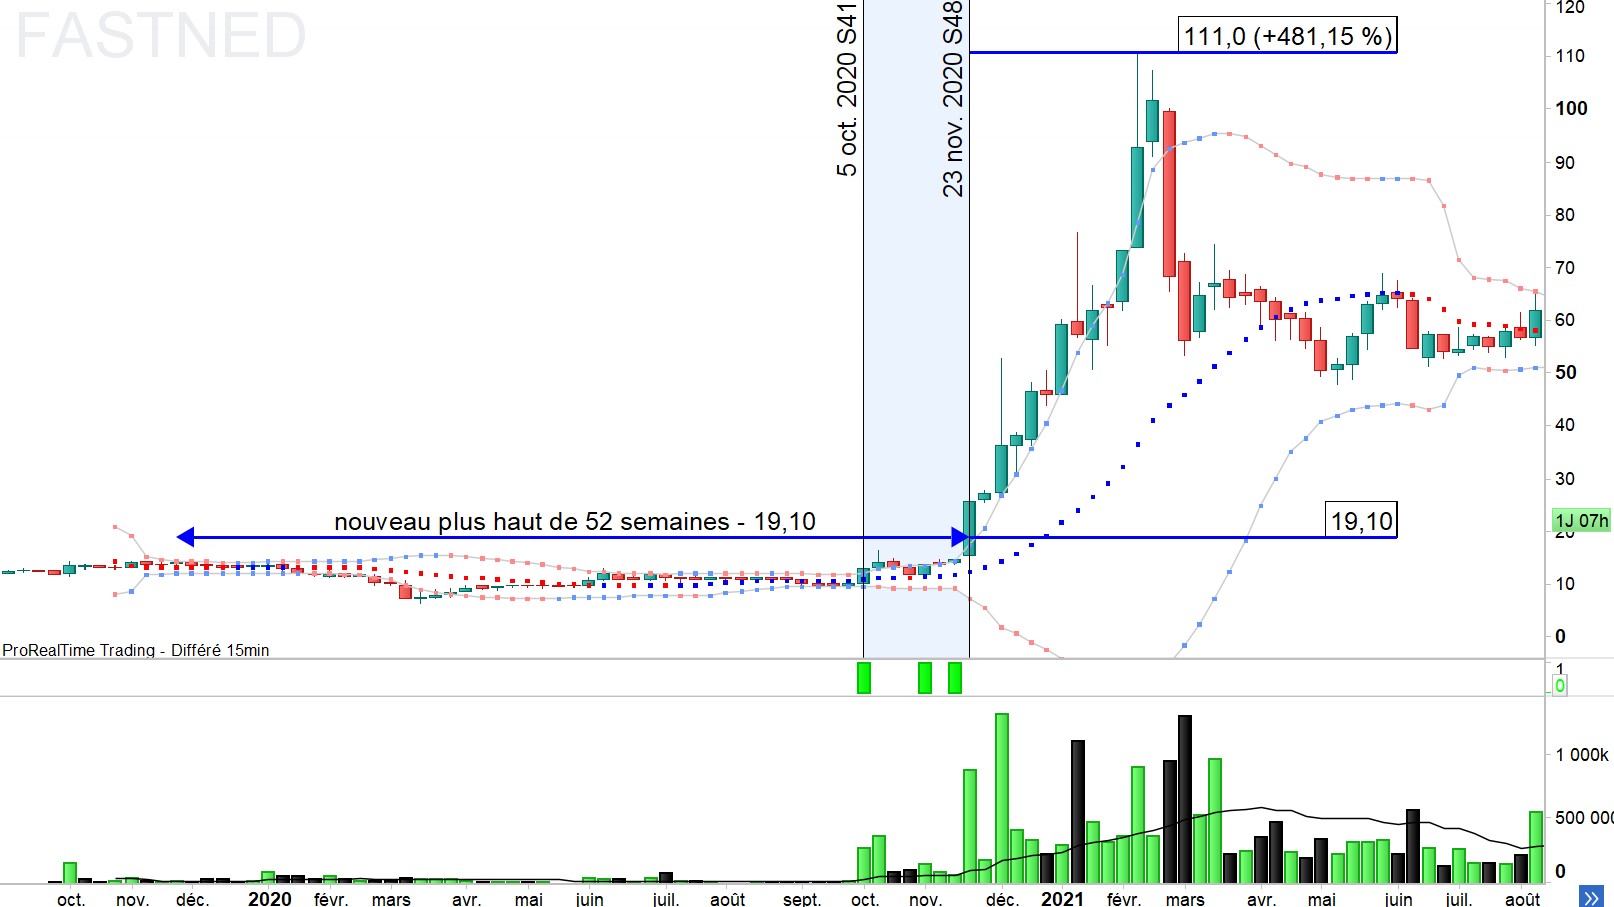 FASTNED
5 oct. 2020 S41
23 nov. 2020 S48
111,0 (+481,15 %)
120
110
100
90
80
70
60
50
40
30
20
10
0
nouveau plus haut de 52 semaines - 19,10
19,10
1J 07h
ProRealTime Trading - Différé 15min
1
0
1 000k
500 000
0
oct. nov. déc. 2020 févr. mars avr. mai juin juil. août sept. oct. nov. déc. 2021 févr. mars avr. mai juin juil. août